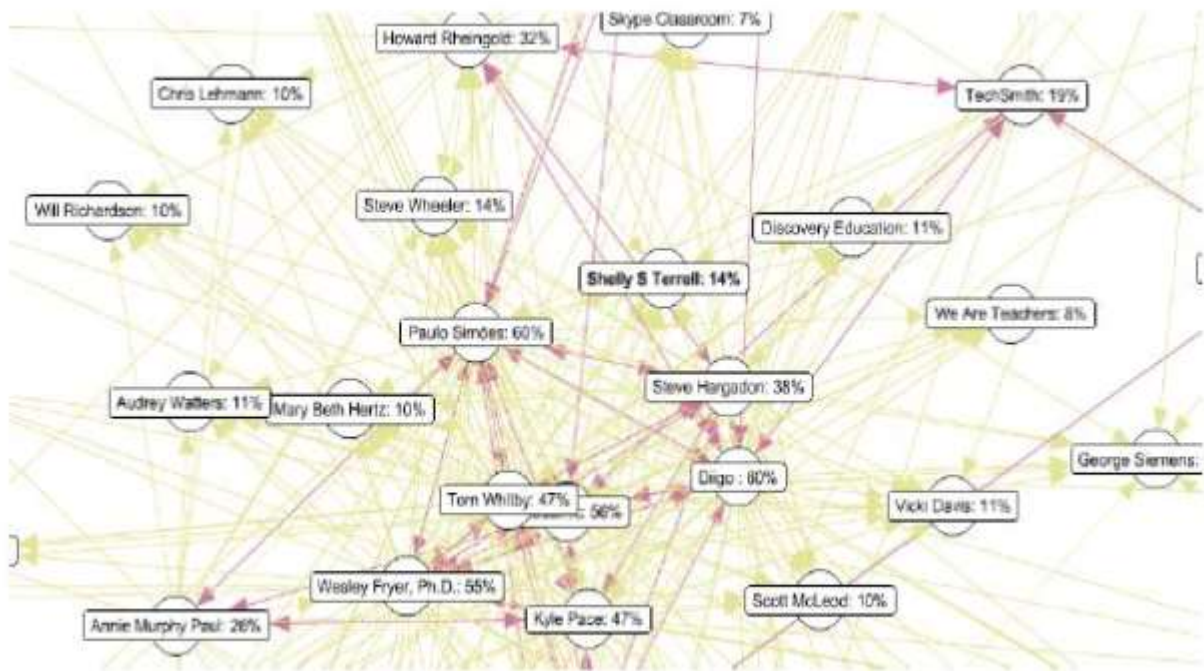 Skype Classroom: 7%
Howard Rheingold: 32%
Chris Lehmann: 10%
TechSmith: 19%
Will Richardson: 10%
Steve Wheeler: 14%
Discovery Education: 11%
Shelly S Terrell: 14%
We Are Teachers: 8%
Paulo Simões: 60%
Steve Hargadon: 38%
Audrey Watters: 11%
Mary Beth Hertz: 10%
George Siemens:
Diigo : 60%
Tom Whitby: 47%
56%
Vicki Davis: 11%
Wesley Fryer, Ph.D.: 55%
Scott McLeod: 10%
Annie Murphy Paul: 26%
Kyle Pace: 47%